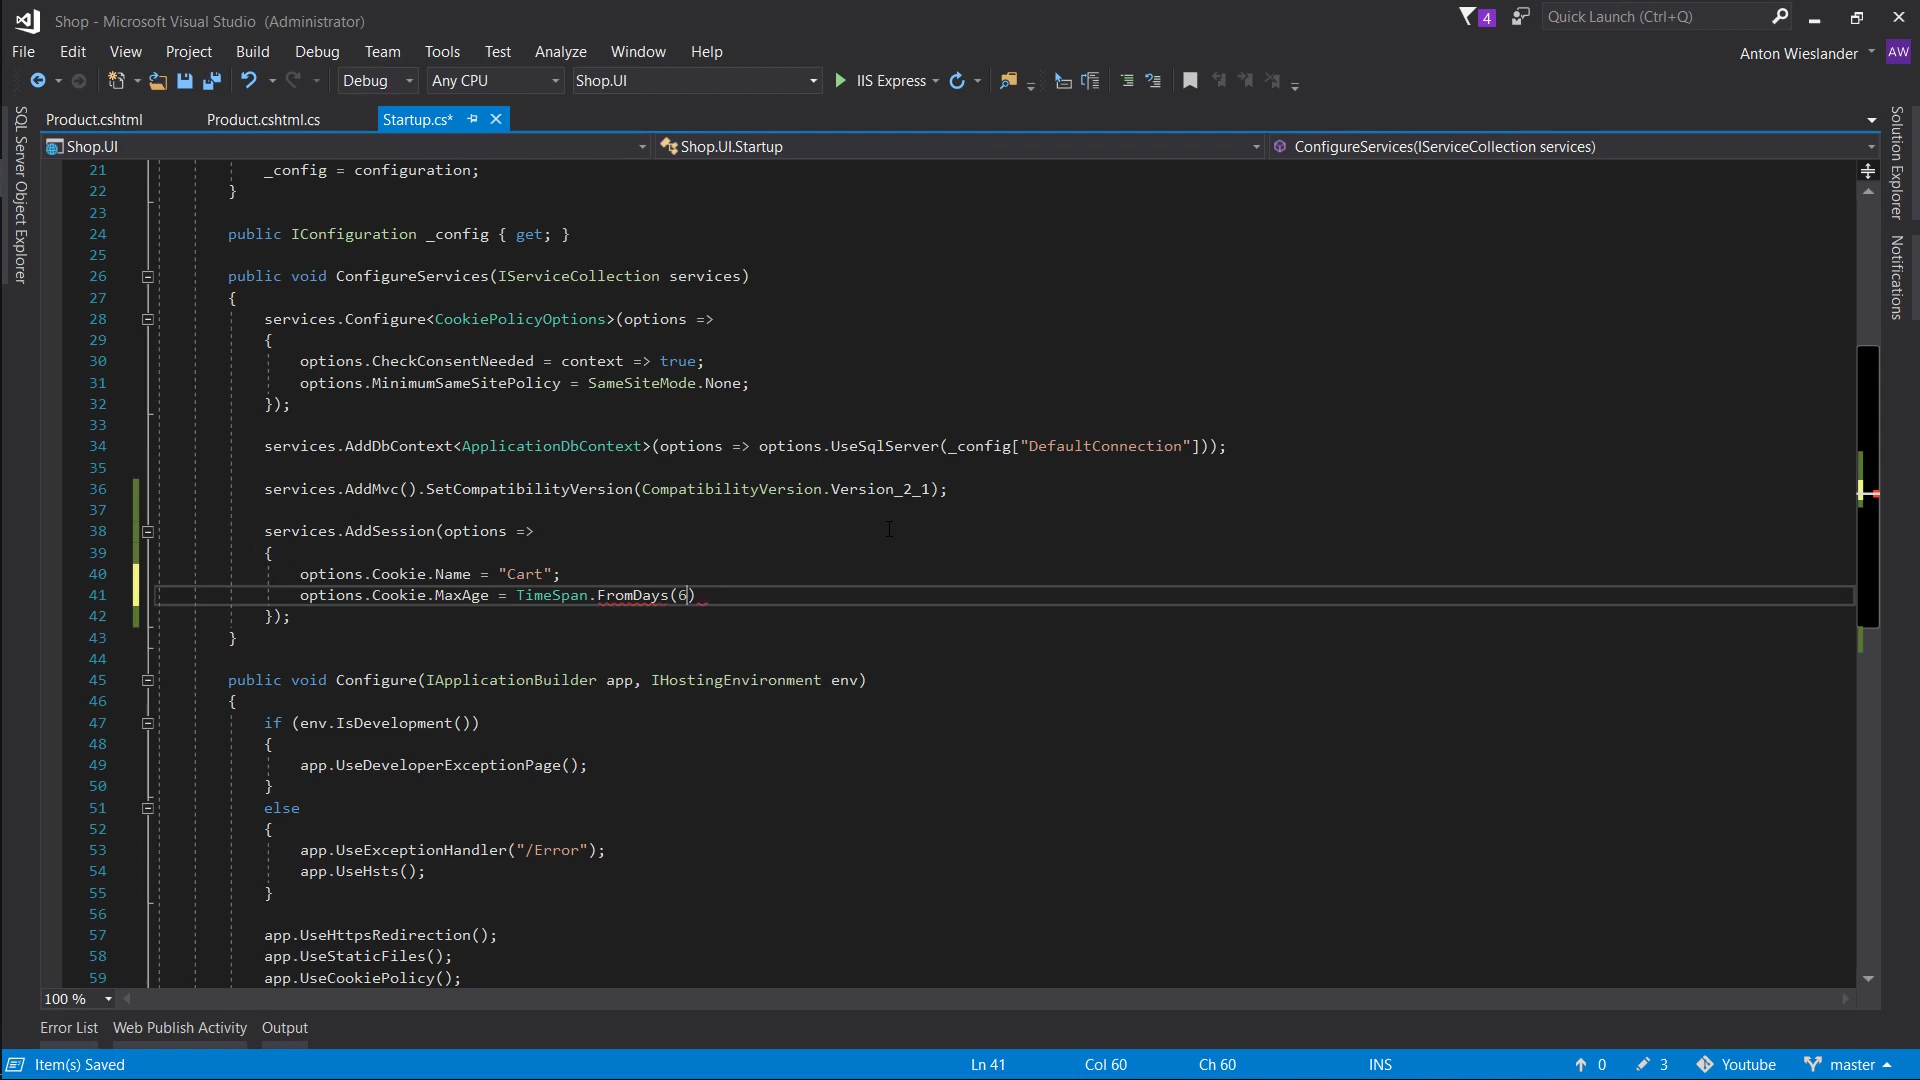 Shop - Microsoft Visual Studio (Administrator)
4
Quick Launch (Ctrl+Q)
File Edit View Project Build Debug Team Tools Test Analyze Window Help
Anton Wieslander AW
Debug Any CPU Shop.UI IIS Express
SQL Server Object Explorer
Product.cshtml Product.cshtml.cs Startup.cs*
Solution Explorer
Notifications
Shop.UI Shop.UI.Startup ConfigureServices(IServiceCollection services)
21 _config = configuration;
22 }
23
24 public IConfiguration _config { get; }
25
26 public void ConfigureServices(IServiceCollection services)
27 {
28 services.Configure<CookiePolicyOptions>(options =>
29 {
30 options.CheckConsentNeeded = context => true;
31 options.MinimumSameSitePolicy = SameSiteMode.None;
32 });
33
34 services.AddDbContext<ApplicationDbContext>(options => options.UseSqlServer(_config["DefaultConnection"]));
35
36 services.AddMvc().SetCompatibilityVersion(CompatibilityVersion.Version_2_1);
37
38 services.AddSession(options =>
39 {
40 options.Cookie.Name = "Cart";
41 options.Cookie.MaxAge = TimeSpan.FromDays(6)
42 });
43 }
44
45 public void Configure(IApplicationBuilder app, IHostingEnvironment env)
46 {
47 if (env.IsDevelopment())
48 {
49 app.UseDeveloperExceptionPage();
50 }
51 else
52 {
53 app.UseExceptionHandler("/Error");
54 app.UseHsts();
55 }
56
57 app.UseHttpsRedirection();
58 app.UseStaticFiles();
59 app.UseCookiePolicy();
100 %
Error List Web Publish Activity Output
Item(s) Saved Ln 41 Col 60 Ch 60 INS 0 3 Youtube master